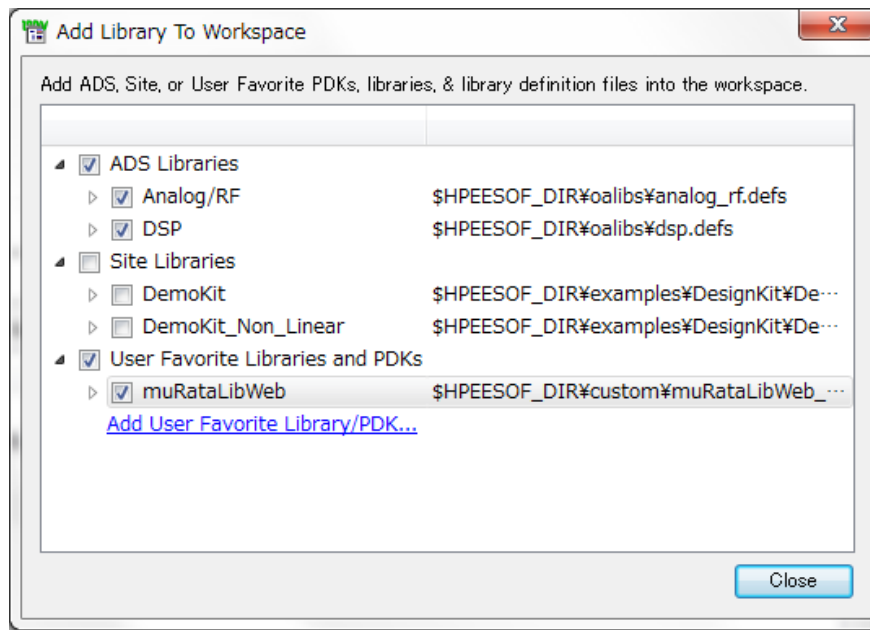 Add Library To Workspace
Add ADS, Site, or User Favorite PDKs, libraries, & library definition files into the workspace.
ADS Libraries
Analog/RF $HPEESOF_DIR¥oalibs¥analog_rf.defs
DSP $HPEESOF_DIR¥oalibs¥dsp.defs
Site Libraries
DemoKit $HPEESOF_DIR¥examples¥DesignKit¥De···
DemoKit_Non_Linear $HPEESOF_DIR¥examples¥DesignKit¥De···
User Favorite Libraries and PDKs
muRataLibWeb $HPEESOF_DIR¥custom¥muRataLibWeb_···
Add User Favorite Library/PDK...
Close